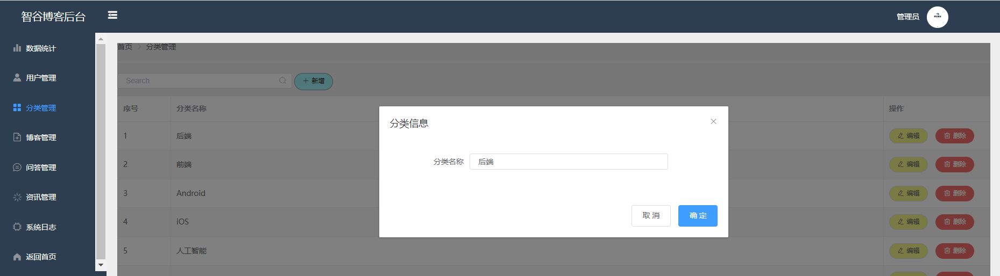 智谷博客后台
管理员
数据统计
用户管理
分类管理
博客管理
问答管理
资讯管理
系统日志
返回首页
首页 > 分类管理
Search
新增
序号 分类名称 操作
1 后端 编辑 删除
2 前端 编辑 删除
3 Android 编辑 删除
4 iOS 编辑 删除
5 人工智能 编辑 删除
分类信息
分类名称 后端
取 消 确 定